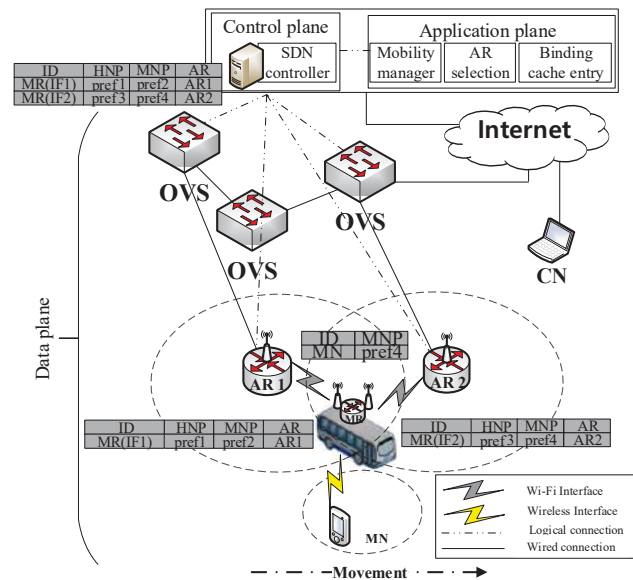 Control plane
Application plane
SDN controller
Mobility manager
AR selection
Binding cache entry
ID HNP MNP AR
MR(IF1) pref1 pref2 AR1
MR(IF2) pref3 pref4 AR2
Internet
OVS
OVS
OVS
CN
Data plane
ID MNP
MN pref4
AR 1
AR 2
MR
ID HNP MNP AR
MR(IF1) pref1 pref2 AR1
ID HNP MNP AR
MR(IF2) pref3 pref4 AR2
MN
Wi-Fi Interface
Wireless Interface
Logical connection
Wired connection
Movement